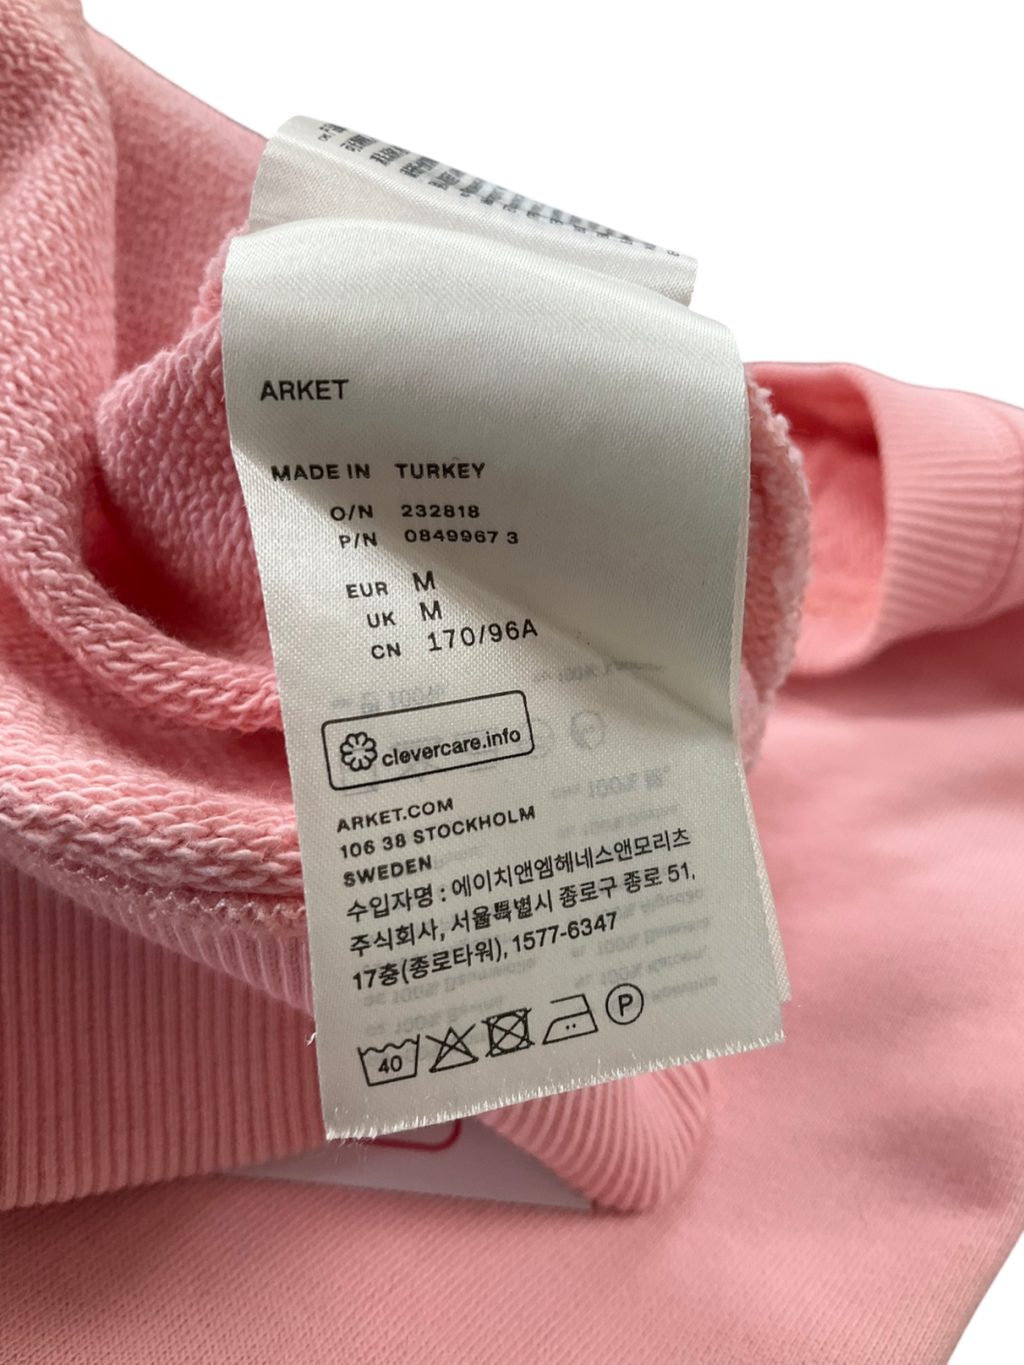 ARKET
MADE IN TURKEY
O/N 232818
P/N 0849967 3
EUR M
UK M
CN 170/96A
clevercare.info
ARKET.COM
106 38 STOCKHOLM
SWEDEN
수입자명 : 에이치앤엠헤네스앤모리츠
주식회사, 서울특별시 종로구 종로 51,
17층(종로타워), 1577-6347
40 P